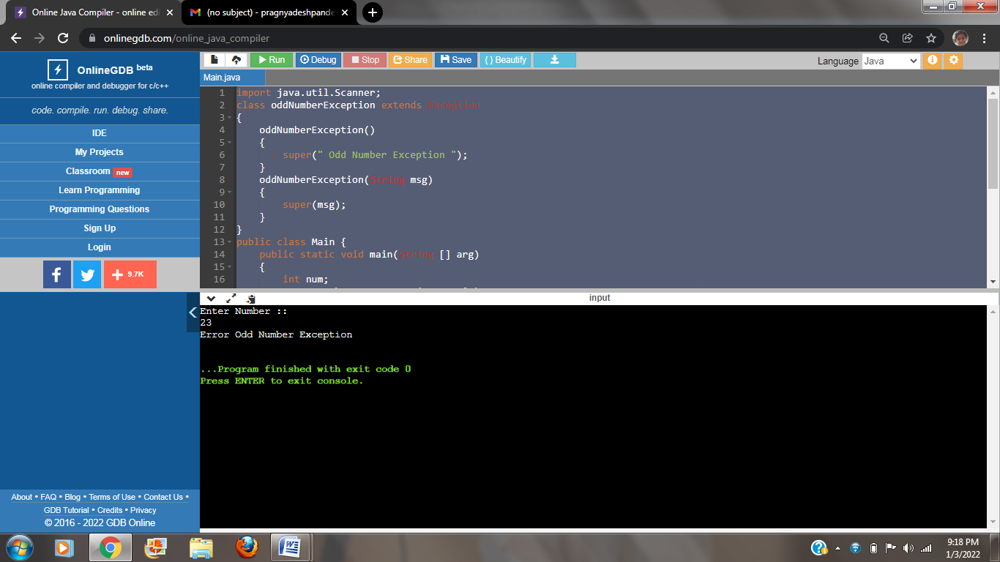 Online Java Compiler - online edi
(no subject) - pragnyadeshpande
onlinegdb.com/online_java_compiler
OnlineGDB beta
online compiler and debugger for c/c++
code. compile. run. debug. share.
IDE
My Projects
Classroom new
Learn Programming
Programming Questions
Sign Up
Login
9.7K
About • FAQ • Blog • Terms of Use • Contact Us •
GDB Tutorial • Credits • Privacy
© 2016 - 2022 GDB Online
Run Debug Stop Share Save { } Beautify
Language Java
Main.java
1 import java.util.Scanner;
2 class oddNumberException extends Exception
3 {
4 oddNumberException()
5 {
6 super(" Odd Number Exception ");
7 }
8 oddNumberException(String msg)
9 {
10 super(msg);
11 }
12 }
13 public class Main {
14 public static void main(String [] arg)
15 {
16 int num;
input
Enter Number ::
23
Error Odd Number Exception
...Program finished with exit code 0
Press ENTER to exit console.
9:18 PM
1/3/2022